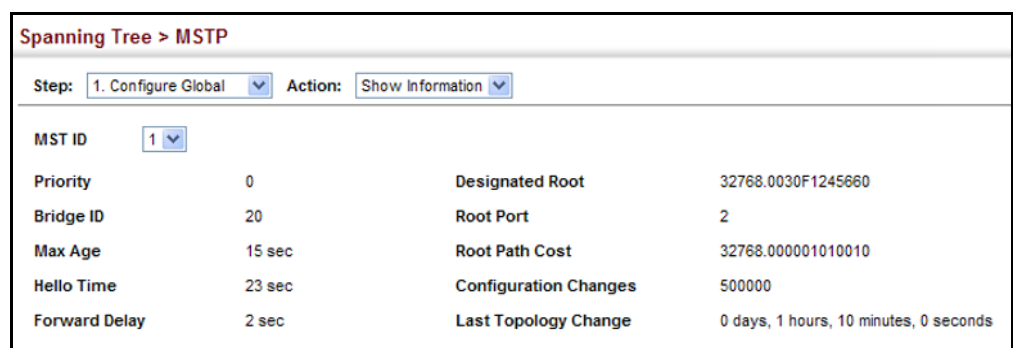 Spanning Tree > MSTP
Step: 1. Configure Global Action: Show Information
MST ID 1
Priority 0 Designated Root 32768.0030F1245660
Bridge ID 20 Root Port 2
Max Age 15 sec Root Path Cost 32768.000001010010
Hello Time 23 sec Configuration Changes 500000
Forward Delay 2 sec Last Topology Change 0 days, 1 hours, 10 minutes, 0 seconds